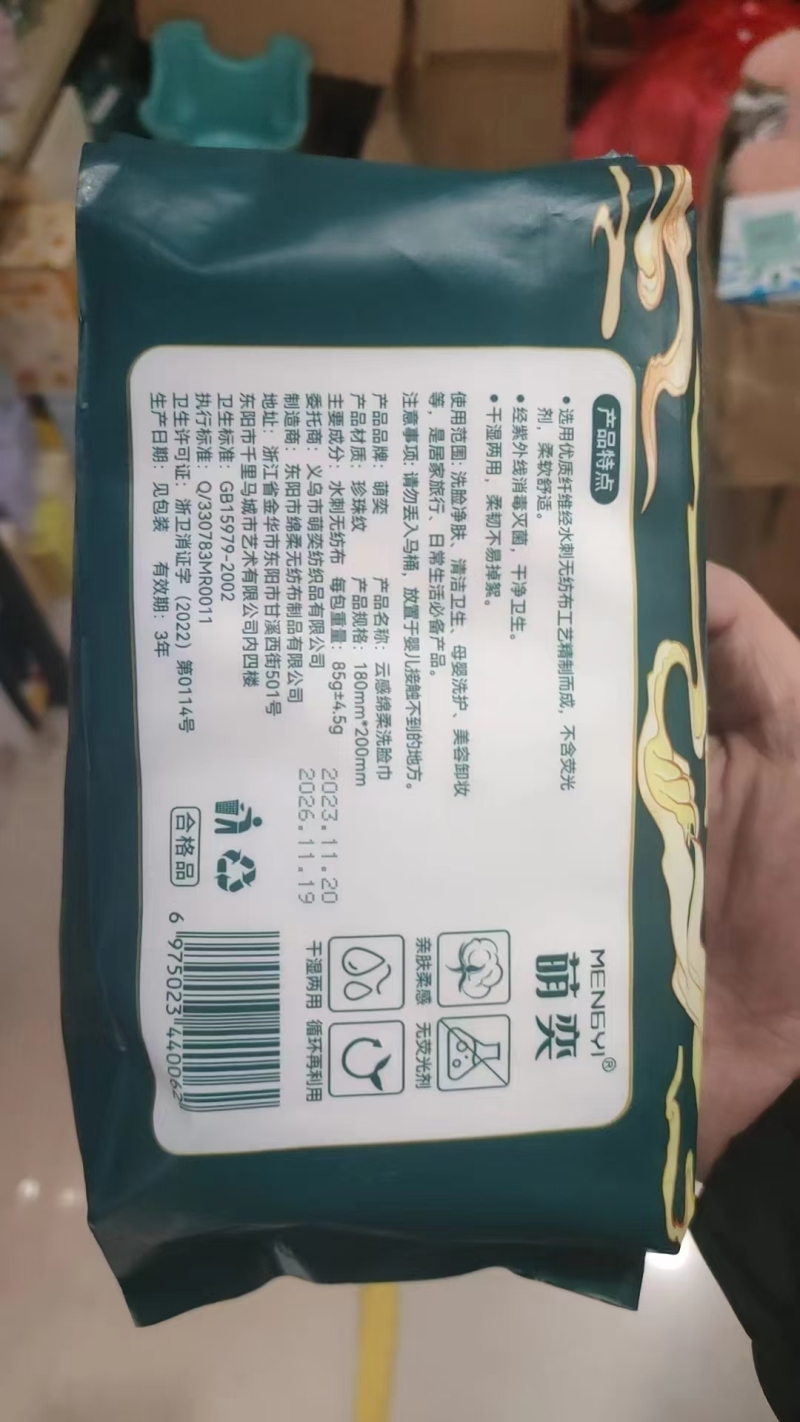 产品特点
•选用优质纤维经水刺无纺布工艺精制而成，不含荧光
剂，柔软舒适。
•经紫外线消毒灭菌，干净卫生。
•干湿两用，柔韧不易掉絮。
使用范围：洗脸净肤、清洁卫生、母婴洗护、美容卸妆
等，是居家旅行、日常生活必备产品。
注意事项：请勿丢入马桶，放置于婴儿接触不到的地方。
产品品牌：萌奕 产品名称：云感绵柔洗脸巾
产品材质：珍珠纹 产品规格：180mm*200mm
主要成分：水刺无纺布 每包重量：85g±4.5g
委托商：义乌市萌奕纺织品有限公司
制造商：东阳市绵柔无纺布制品有限公司
地址：浙江省金华市东阳市甘溪西街501号
东阳市千里马城市艺术有限公司内四楼
卫生标准：GB15979-2002
执行标准：Q/330783MR0011
卫生许可证：浙卫消证字（2022）第0114号
生产日期：见包装 有效期：3年
2023.11.20
2026.11.19
合格品
MENGYI®
萌奕
亲肤柔感 无荧光剂
干湿两用 循环再利用
6 975023 440062